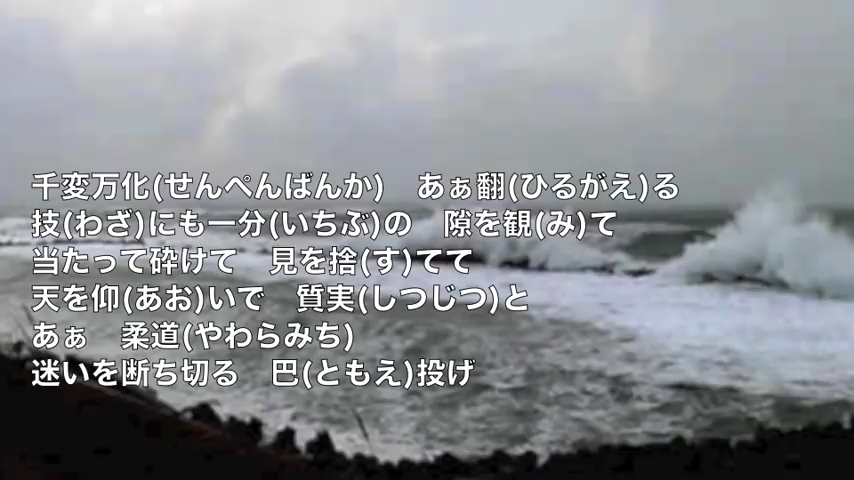 千変万化(せんぺんばんか)　あぁ翻(ひるがえ)る
技(わざ)にも一分(いちぶ)の　隙を観(み)て
当たって砕けて　見を捨(す)てて
天を仰(あお)いで　質実(しつじつ)と
あぁ　柔道(やわらみち)
迷いを断ち切る　巴(ともえ)投げ